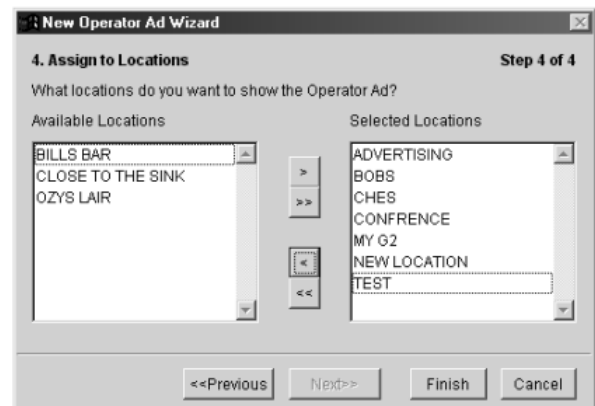 New Operator Ad Wizard
4. Assign to Locations Step 4 of 4
What locations do you want to show the Operator Ad?
Available Locations Selected Locations
BILLS BAR
CLOSE TO THE SINK
OZYS LAIR
>
>>
<
<<
ADVERTISING
BOBS
CHES
CONFRENCE
MY G2
NEW LOCATION
TEST
<<Previous Next>> Finish Cancel